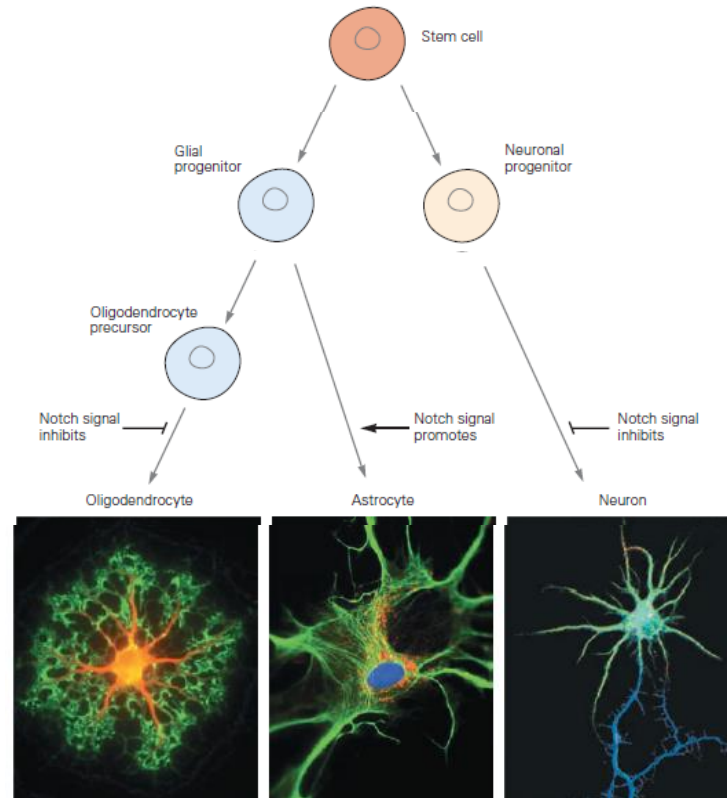 Stem cell
Glial
progenitor
Neuronal
progenitor
Oligodendrocyte
precursor
Notch signal
inhibits
Notch signal
promotes
Notch signal
inhibits
Oligodendrocyte
Astrocyte
Neuron